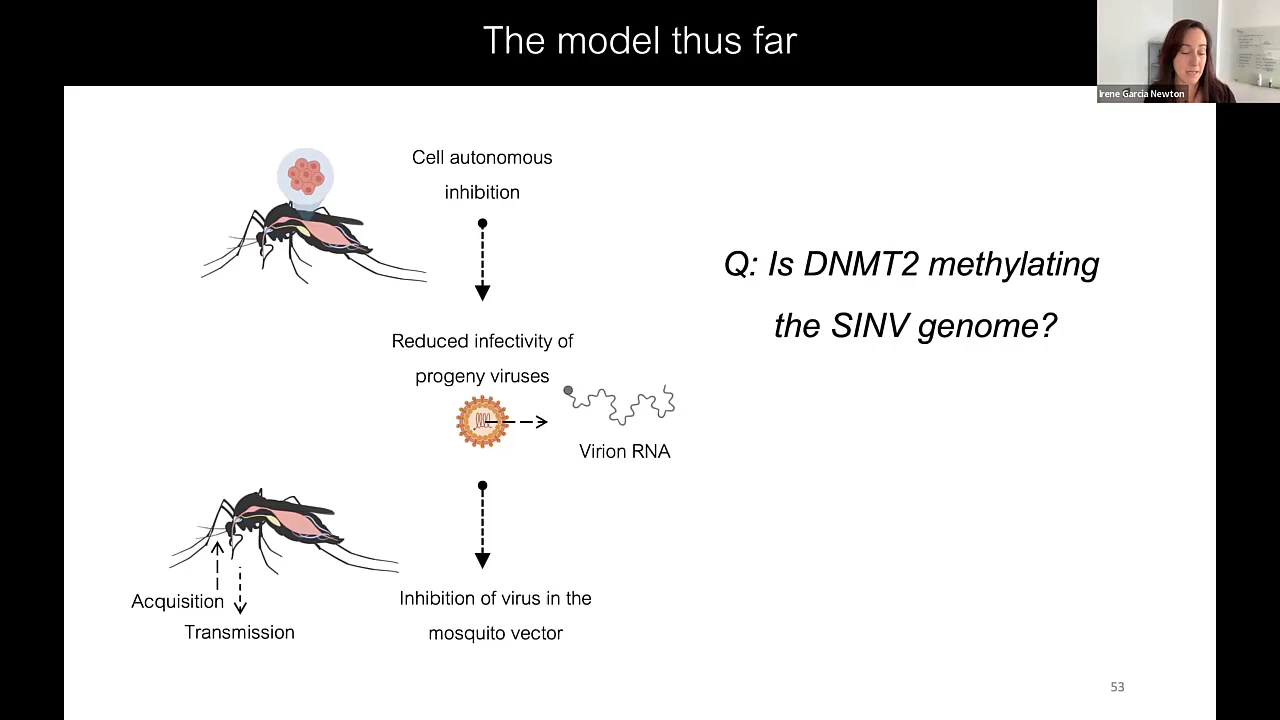 The model thus far
Irene Garcia Newton
Cell autonomous
inhibition
Q: Is DNMT2 methylating
the SINV genome?
Reduced infectivity of
progeny viruses
Virion RNA
Acquisition
Transmission
Inhibition of virus in the
mosquito vector
53